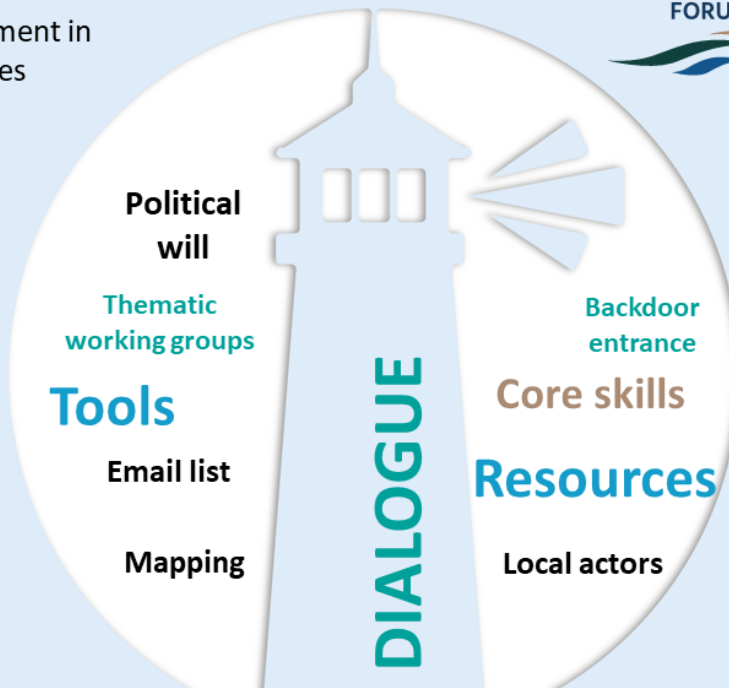 FORU
ment in
es
Political
will
Thematic
working groups
Tools
Email list
Mapping
DIALOGUE
Backdoor
entrance
Core skills
Resources
Local actors